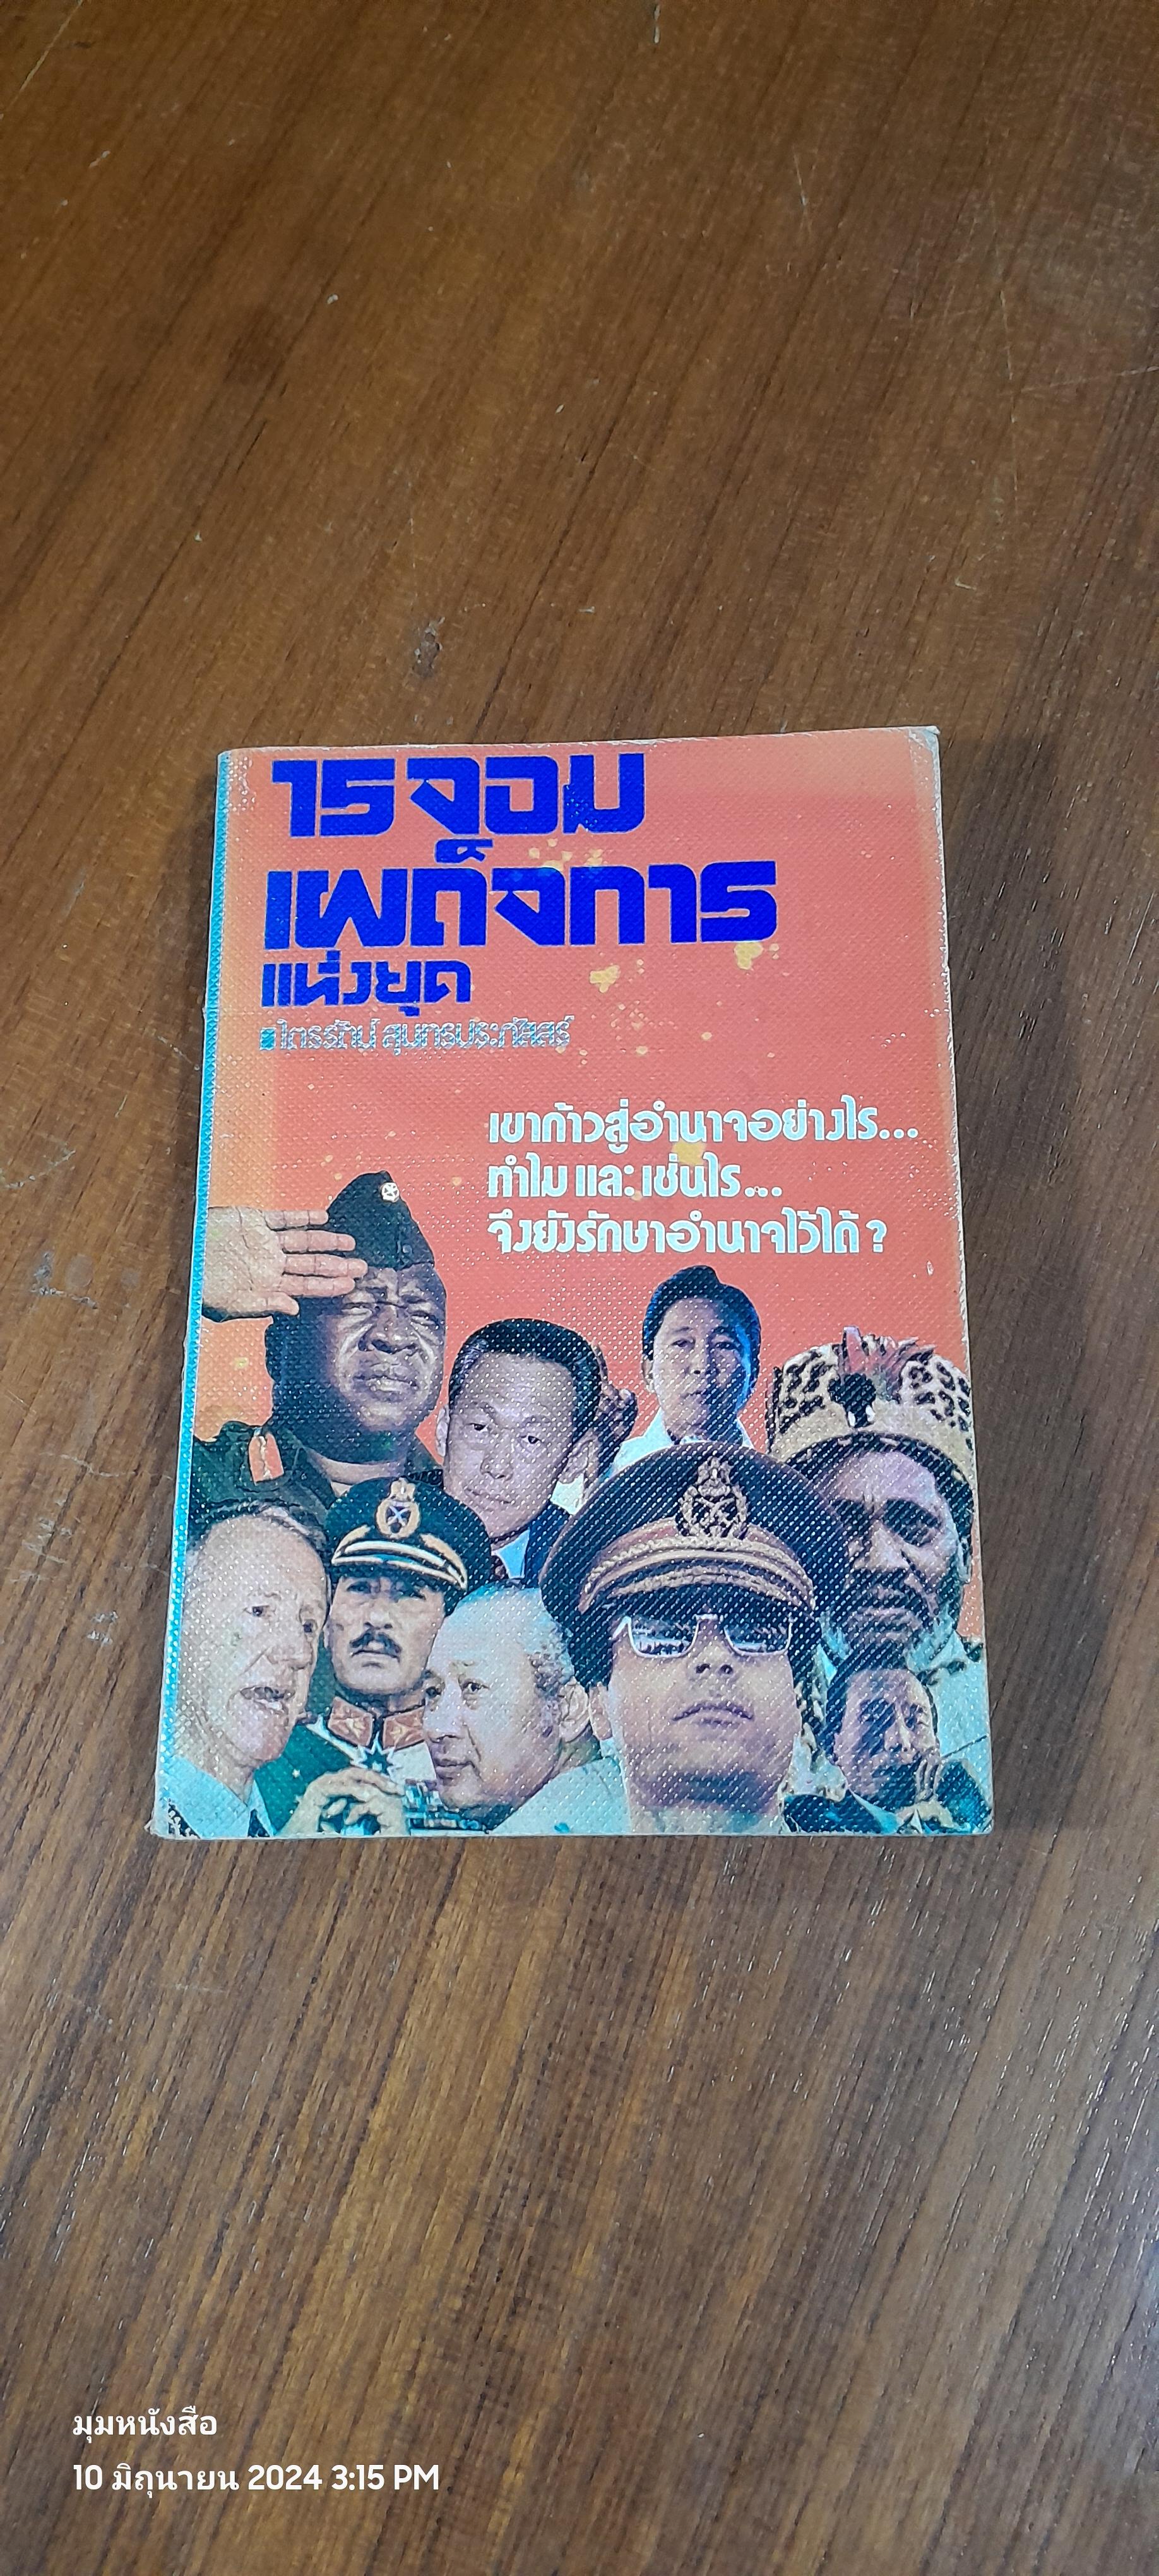 15จอม
เผด็จการ
แห่งยุค
ไตรรัตน์ สุนทรประภัสสร์
เขาก้าวสู่อำนาจอย่างไร...
ทำไม และ เช่นไร...
จึงยังรักษาอำนาจไว้ได้ ?
มุมหนังสือ
10 มิถุนายน 2024 3:15 PM